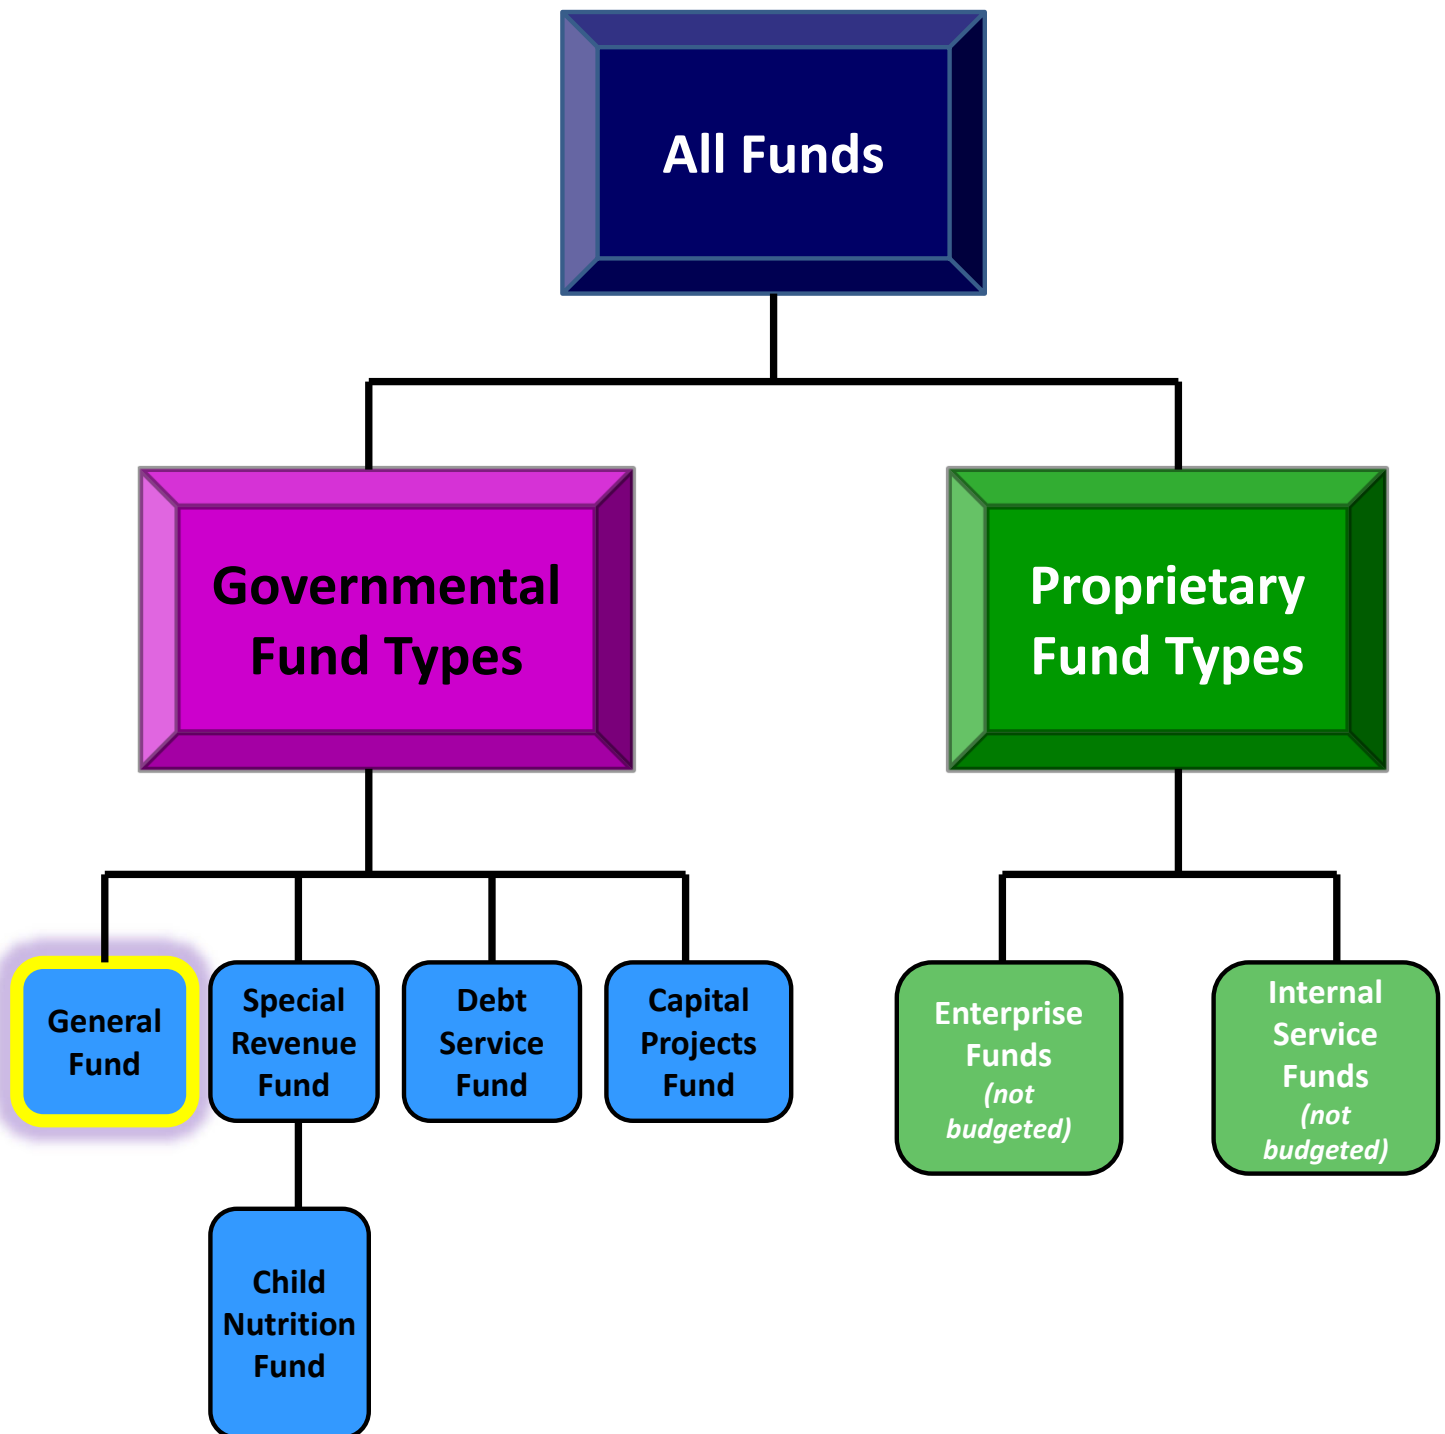 All Funds
Governmental
Fund Types
Proprietary
Fund Types
General
Fund
Special
Revenue
Fund
Debt
Service
Fund
Capital
Projects
Fund
Enterprise
Funds
(not
budgeted)
Internal
Service
Funds
(not
budgeted)
Child
Nutrition
Fund